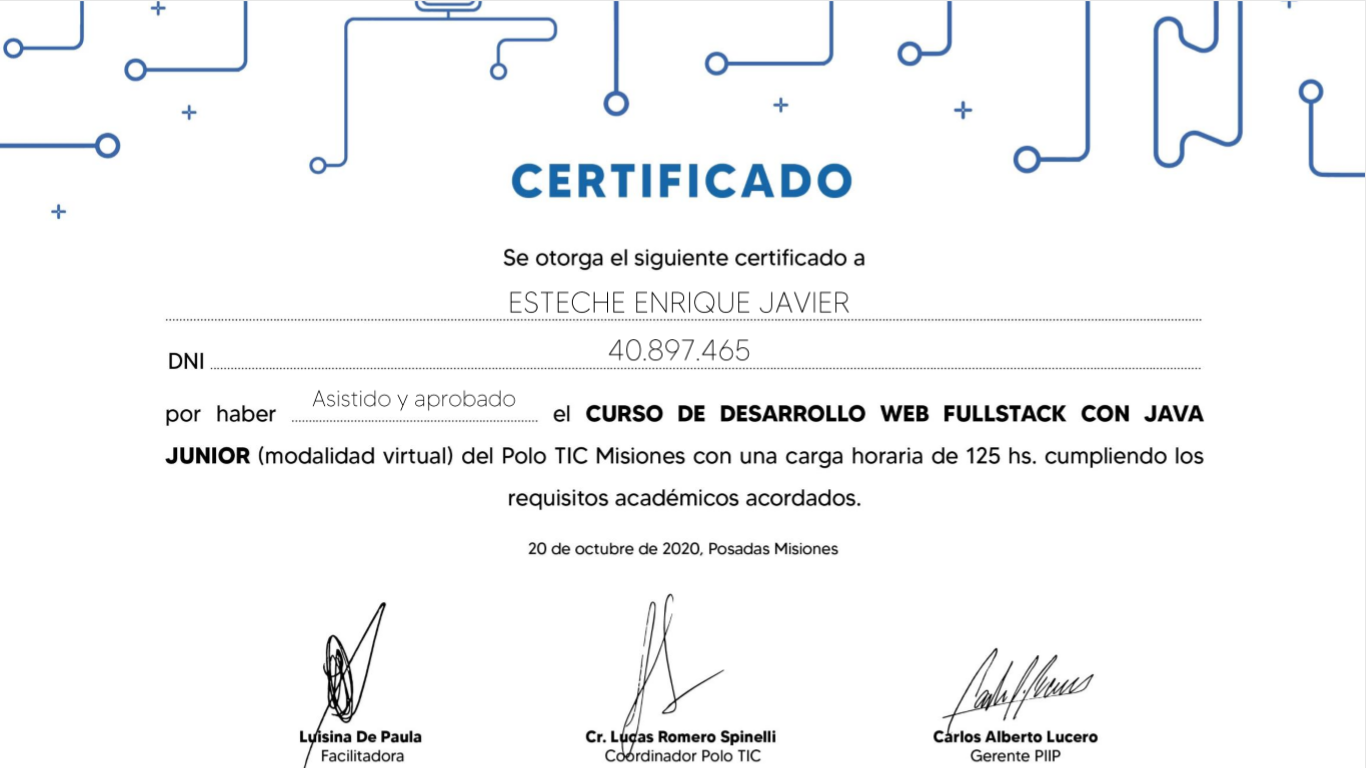 CERTIFICADO
Se otorga el siguiente certificado a
ESTECHE ENRIQUE JAVIER
DNI 40.897.465
por haber Asistido y aprobado el CURSO DE DESARROLLO WEB FULLSTACK CON JAVA
JUNIOR (modalidad virtual) del Polo TIC Misiones con una carga horaria de 125 hs. cumpliendo los
requisitos académicos acordados.
20 de octubre de 2020, Posadas Misiones
Luisina De Paula
Facilitadora
Cr. Lucas Romero Spinelli
Coordinador Polo TIC
Carlos Alberto Lucero
Gerente PIIP